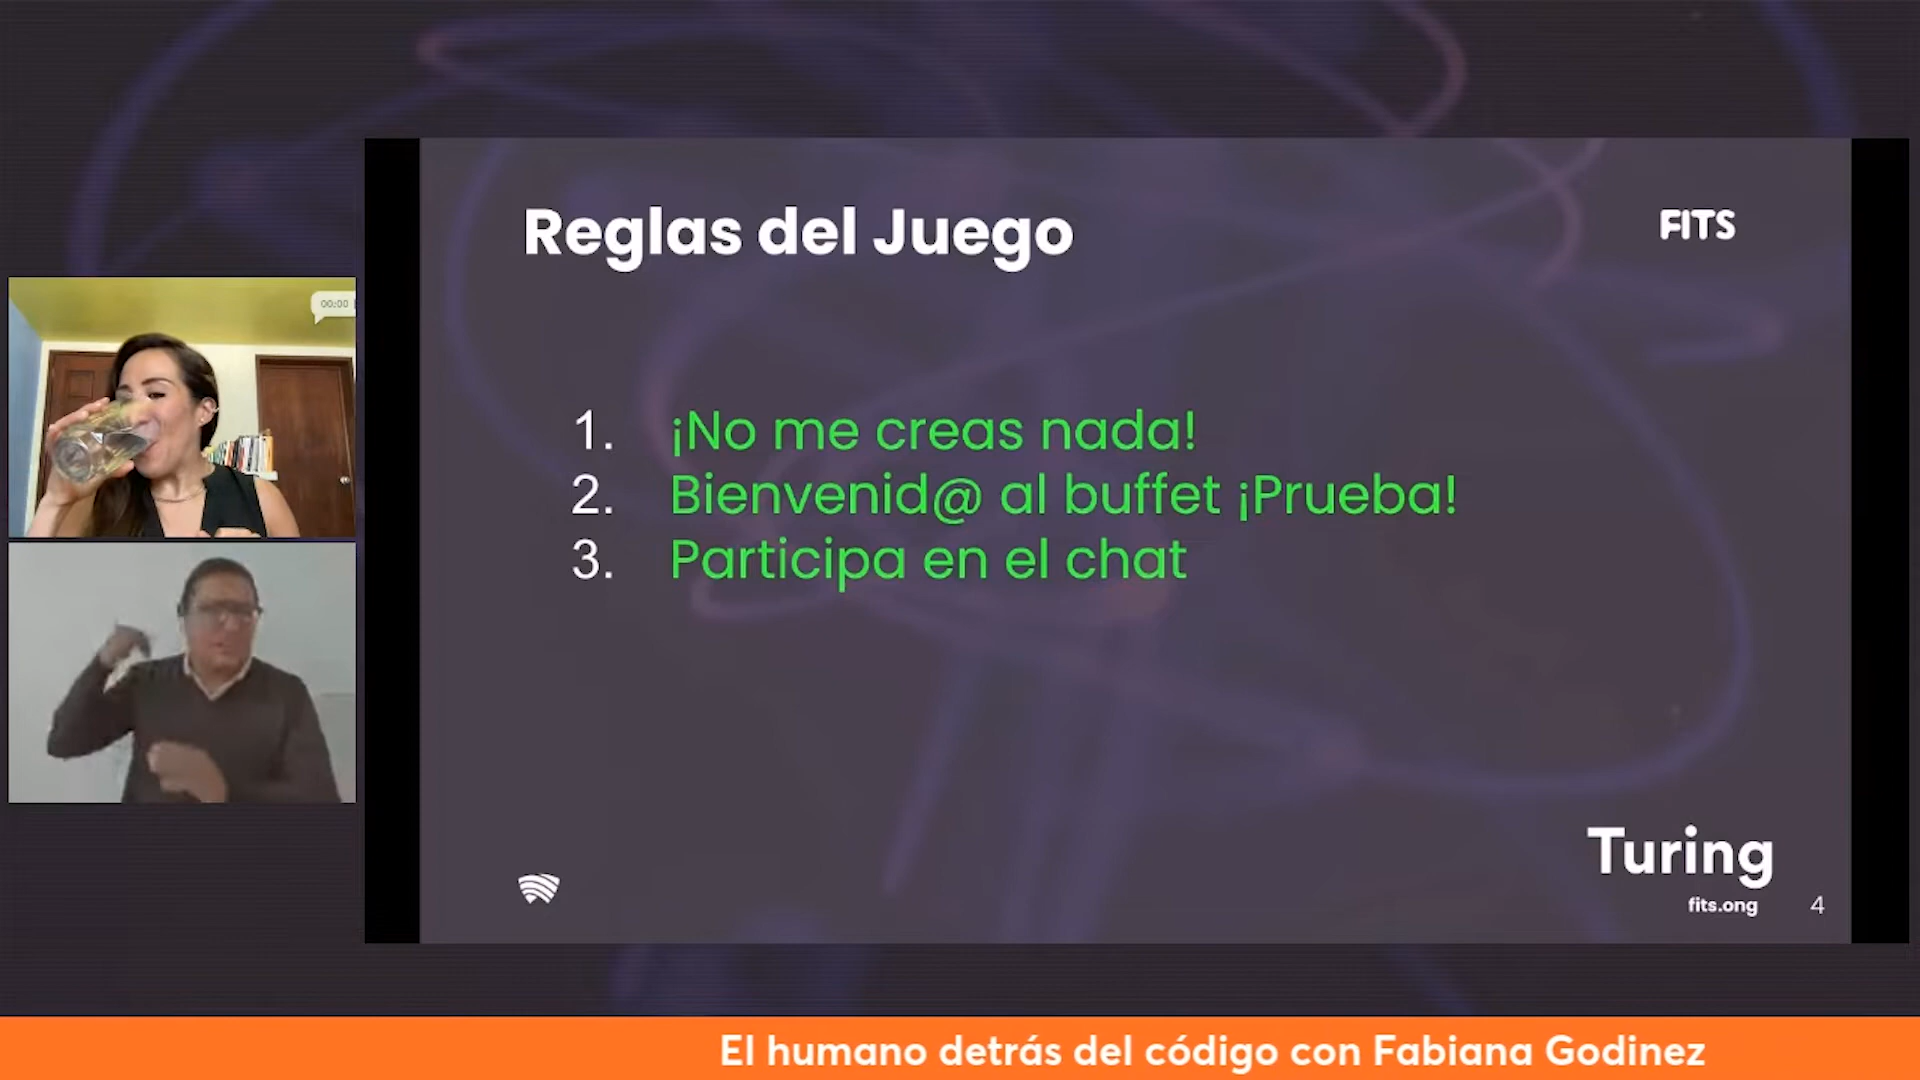 Reglas del Juego
FITS
00:00
1. ¡No me creas nada!
2. Bienvenid@ al buffet ¡Prueba!
3. Participa en el chat
Turing
fits.ong
4
El humano detrás del código con Fabiana Godinez